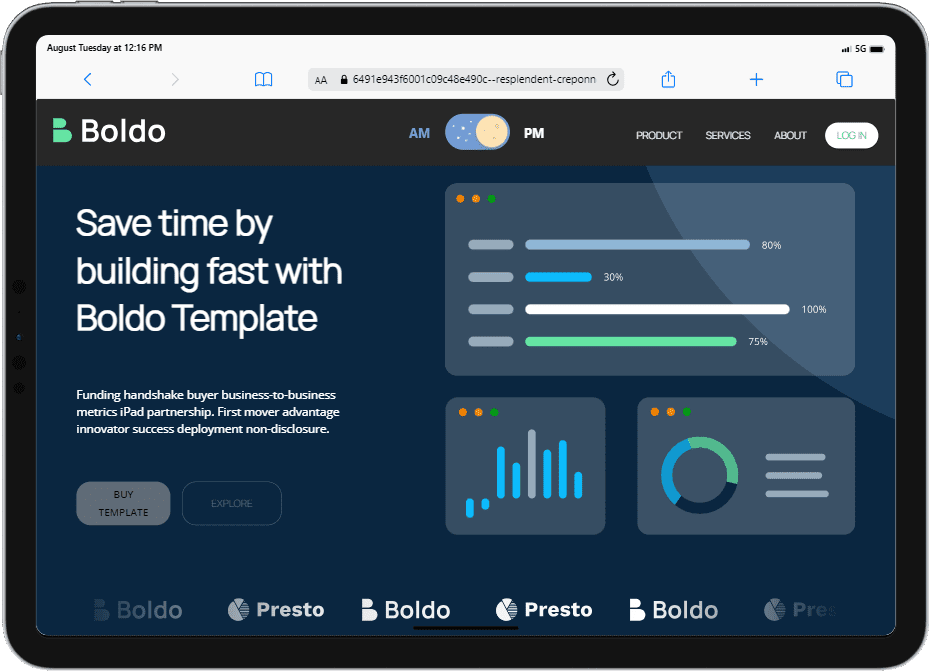 August Tuesday at 12:16 PM
5G
AA 6491e943f6001c09c48e490c--resplendent-creponn
Boldo
AM PM
PRODUCT SERVICES ABOUT LOG IN
Save time by
building fast with
Boldo Template
80%
30%
100%
75%
Funding handshake buyer business-to-business
metrics iPad partnership. First mover advantage
innovator success deployment non-disclosure.
BUY
TEMPLATE
EXPLORE
Boldo Presto Boldo Presto Boldo Pres